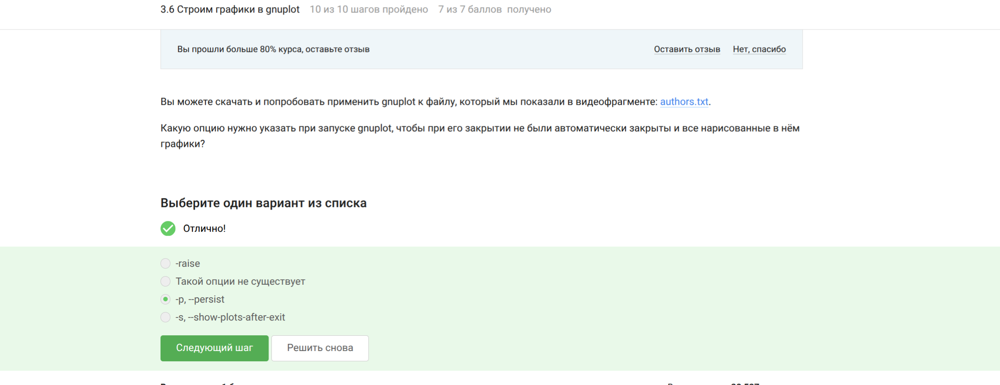 3.6 Строим графики в gnuplot 10 из 10 шагов пройдено 7 из 7 баллов получено
Вы прошли больше 80% курса, оставьте отзыв Оставить отзыв Нет, спасибо
Вы можете скачать и попробовать применить gnuplot к файлу, который мы показали в видеофрагменте: authors.txt.
Какую опцию нужно указать при запуске gnuplot, чтобы при его закрытии не были автоматически закрыты и все нарисованные в нём
графики?
Выберите один вариант из списка
Отлично!
-raise
Такой опции не существует
-p, --persist
-s, --show-plots-after-exit
Следующий шаг Решить снова